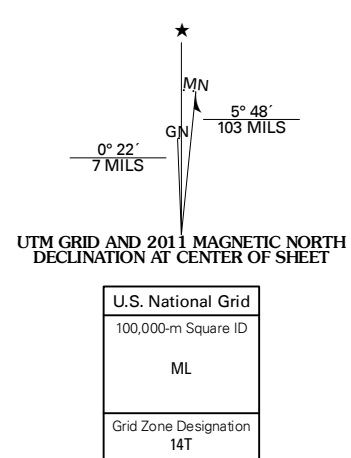 ★
MN
GN
5° 48´
103 MILS
0° 22´
7 MILS
UTM GRID AND 2011 MAGNETIC NORTH
DECLINATION AT CENTER OF SHEET
U.S. National Grid
100,000-m Square ID
ML
Grid Zone Designation
14T